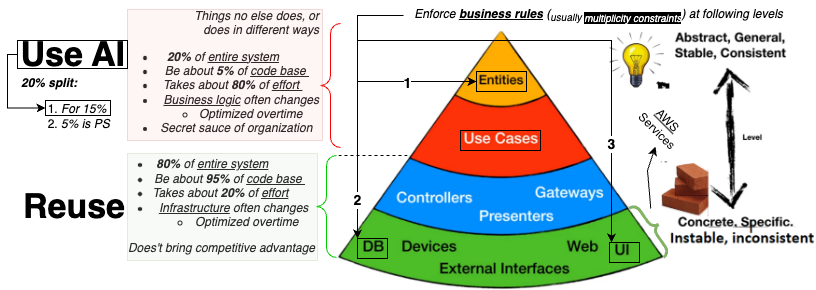 Enforce business rules (usually multiplicity constraints) at following levels
Things no else does, or
does in different ways
Use AI
20% split:
1. For 15%
2. 5% is PS
• 20% of entire system
• Be about 5% of code base
• Takes about 80% of effort
• Business logic often changes
○ Optimized overtime
• Secret sauce of organization
Reuse
• 80% of entire system
• Be about 95% of code base
• Takes about 20% of effort
• Infrastructure often changes
○ Optimized overtime
Does't bring competitive advantage
1
2
3
Entities
Use Cases
Controllers
Gateways
Presenters
DB
Devices
Web
UI
External Interfaces
Abstract, General,
Stable, Consistent
AWS
Services
Level
Concrete, Specific.
Instable, inconsistent